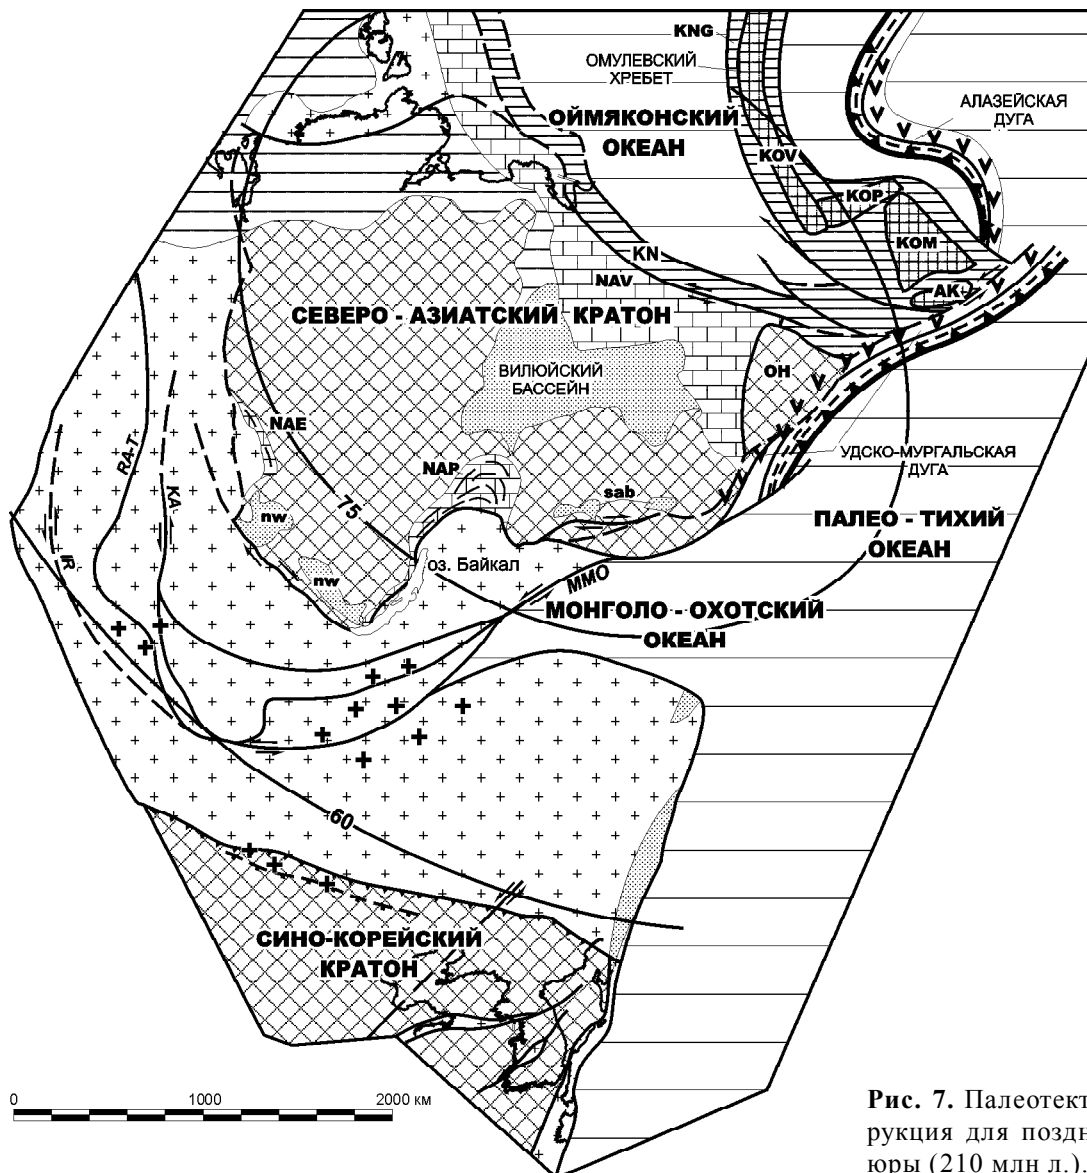 KNG
ОМУЛЕВСКИЙ
ХРЕБЕТ
АЛАЗЕЙСКАЯ
ДУГА
ОЙМЯКОНСКИЙ
ОКЕАН
KOV
KOP
KOM
AK
KN
NAV
СЕВЕРО - АЗИАТСКИЙ КРАТОН
ВИЛЮЙСКИЙ
БАССЕЙН
OH
NAE
УДСКО-МУРГАЛЬСКАЯ
ДУГА
RA-T
NAP
KA
75
sab
nw
ПАЛЕО - ТИХИЙ
ОКЕАН
IR
nw
оз. Байкал
ММО
МОНГОЛО - ОХОТСКИЙ
ОКЕАН
60
СИНО-КОРЕЙСКИЙ
КРАТОН
0 1000 2000 км
Рис. 7. Палеотект
рукция для поздн
юры (210 млн л.).